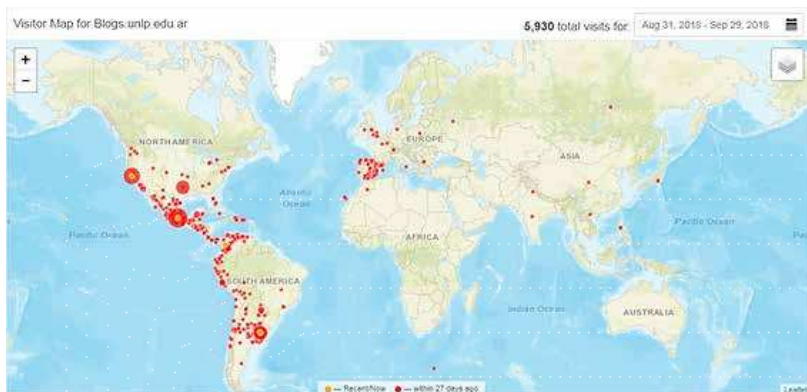 Visitor Map for Blogs.unlp.edu.ar
5,930 total visits for: Aug 31, 2018 - Sep 29, 2018
+
−
NORTH AMERICA
EUROPE
ASIA
Atlantic
Ocean
Pacific Ocean
AFRICA
Pacific Ocean
SOUTH AMERICA
Indian Ocean
AUSTRALIA
— Recent/Now — within 27 days ago
Leaflet